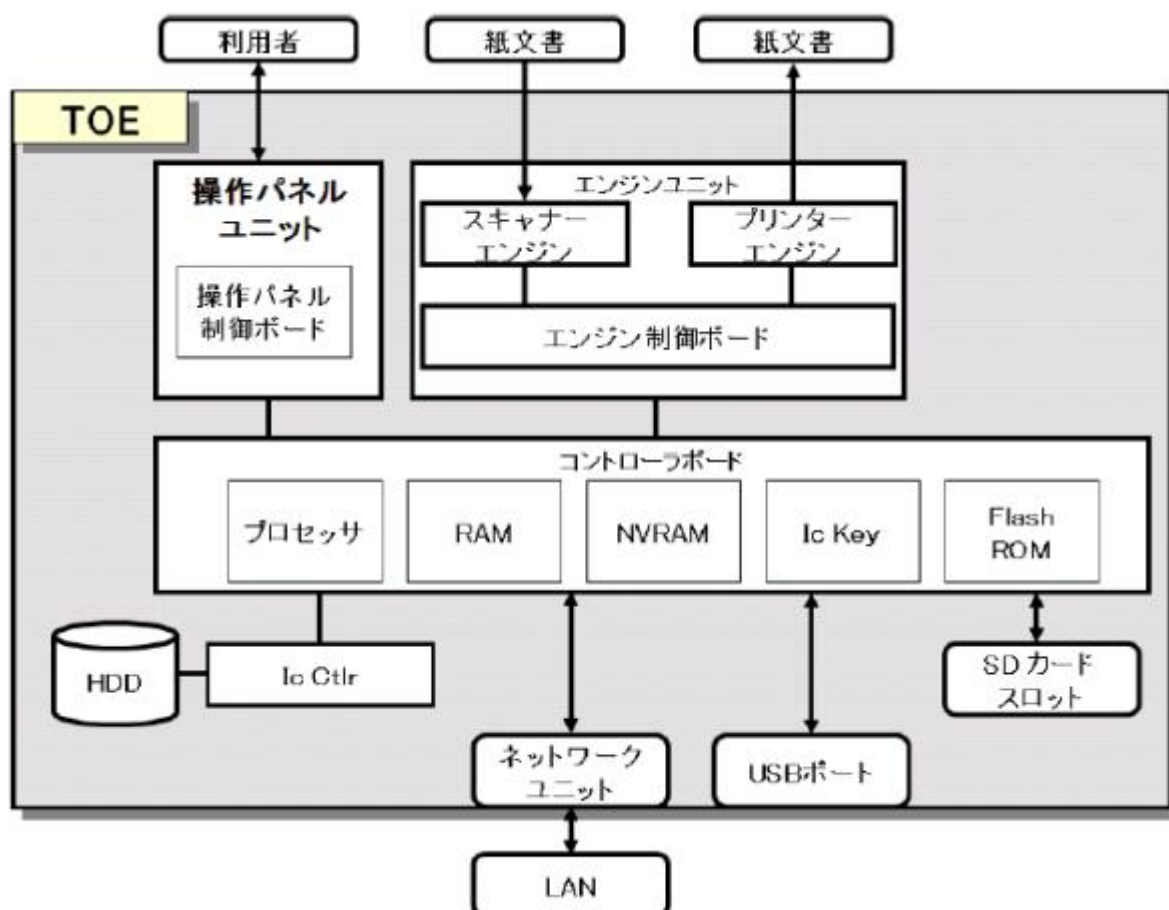 利用者
紙文書
紙文書
TOE
操作パネル
ユニット
操作パネル
制御ボード
エンジンユニット
スキャナー
エンジン
プリンター
エンジン
エンジン制御ボード
コントローラボード
プロセッサ
RAM
NVRAM
Ic Key
Flash
ROM
HDD
Ic Ctlr
SDカード
スロット
ネットワーク
ユニット
USBポート
LAN